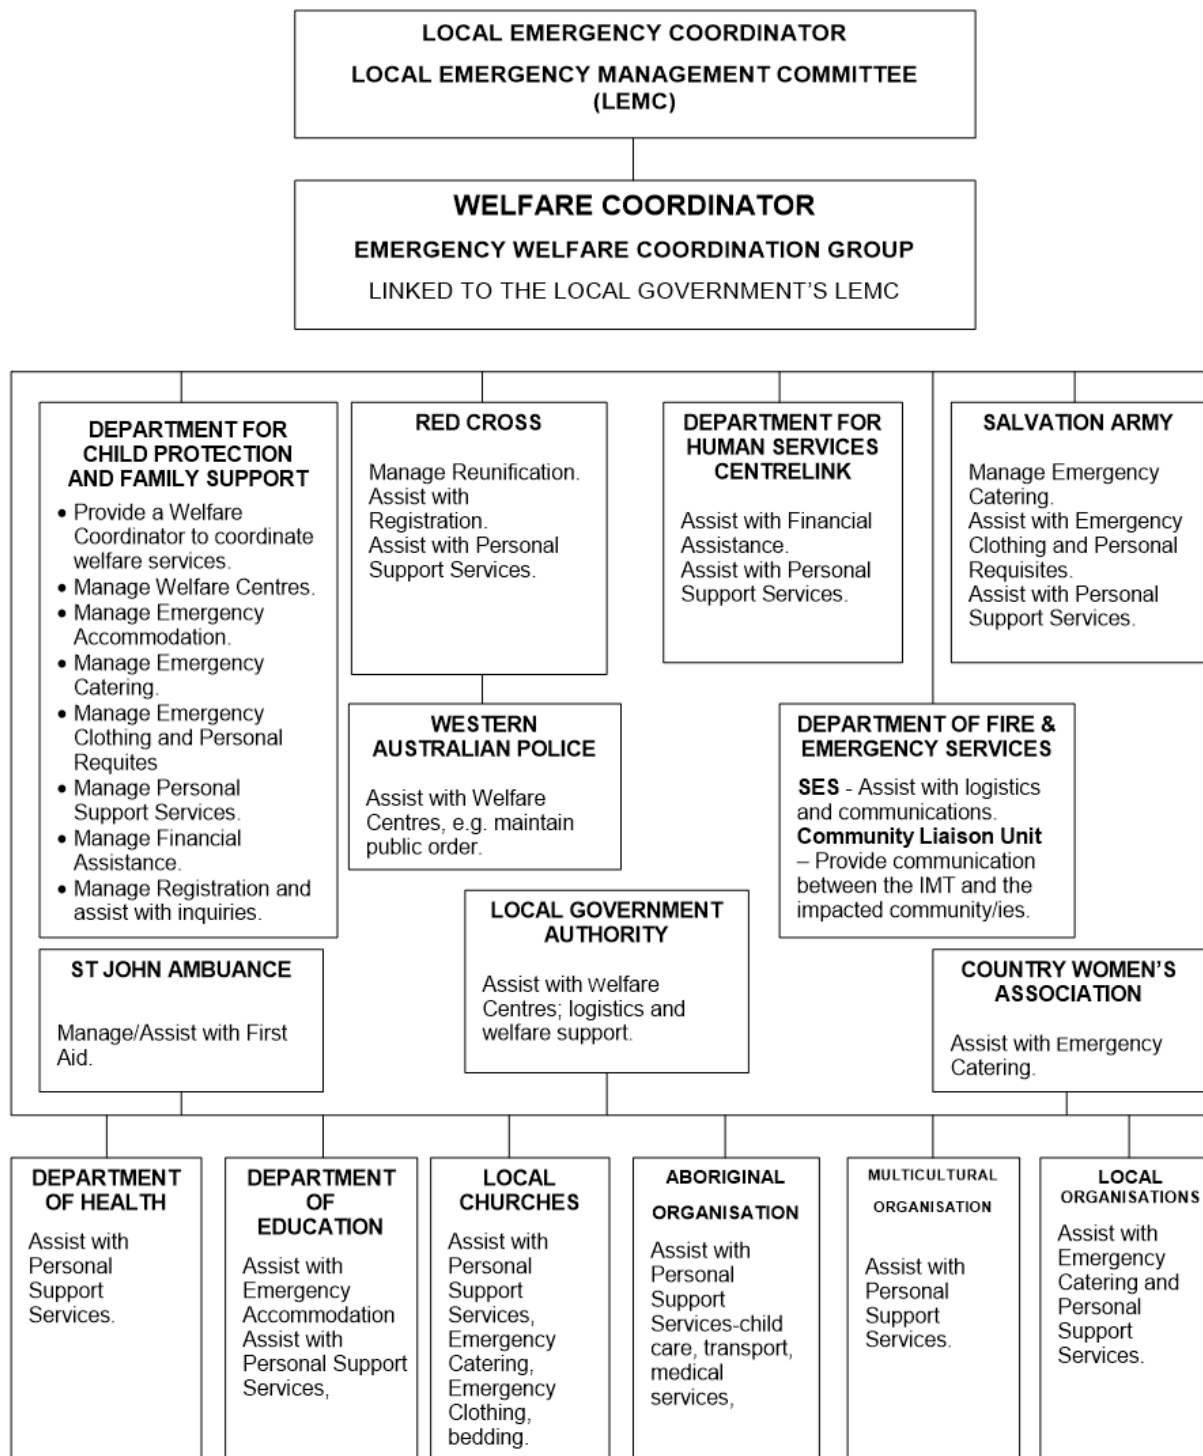 LOCAL EMERGENCY COORDINATOR
LOCAL EMERGENCY MANAGEMENT COMMITTEE
(LEMC)
WELFARE COORDINATOR
EMERGENCY WELFARE COORDINATION GROUP
LINKED TO THE LOCAL GOVERNMENT'S LEMC
DEPARTMENT FOR
CHILD PROTECTION
AND FAMILY SUPPORT
• Provide a Welfare
Coordinator to coordinate
welfare services.
• Manage Welfare Centres.
• Manage Emergency
Accommodation.
• Manage Emergency
Catering.
• Manage Emergency
Clothing and Personal
Requites
• Manage Personal
Support Services.
• Manage Financial
Assistance.
• Manage Registration and
assist with inquiries.
RED CROSS
Manage Reunification.
Assist with
Registration.
Assist with Personal
Support Services.
DEPARTMENT FOR
HUMAN SERVICES
CENTRELINK
Assist with Financial
Assistance.
Assist with Personal
Support Services.
SALVATION ARMY
Manage Emergency
Catering.
Assist with Emergency
Clothing and Personal
Requisites.
Assist with Personal
Support Services.
WESTERN
AUSTRALIAN POLICE
Assist with Welfare
Centres, e.g. maintain
public order.
DEPARTMENT OF FIRE &
EMERGENCY SERVICES
SES - Assist with logistics
and communications.
Community Liaison Unit
– Provide communication
between the IMT and the
impacted community/ies.
LOCAL GOVERNMENT
AUTHORITY
Assist with Welfare
Centres; logistics and
welfare support.
ST JOHN AMBUANCE
Manage/Assist with First
Aid.
COUNTRY WOMEN'S
ASSOCIATION
Assist with Emergency
Catering.
DEPARTMENT
OF HEALTH
Assist with
Personal
Support
Services.
DEPARTMENT
OF
EDUCATION
Assist with
Emergency
Accommodation
Assist with
Personal Support
Services,
LOCAL
CHURCHES
Assist with
Personal
Support
Services,
Emergency
Catering,
Emergency
Clothing,
bedding.
ABORIGINAL
ORGANISATION
Assist with
Personal
Support
Services-child
care, transport,
medical
services,
MULTICULTURAL
ORGANISATION
Assist with
Personal
Support
Services.
LOCAL
ORGANISATIONS
Assist with
Emergency
Catering and
Personal
Support
Services.